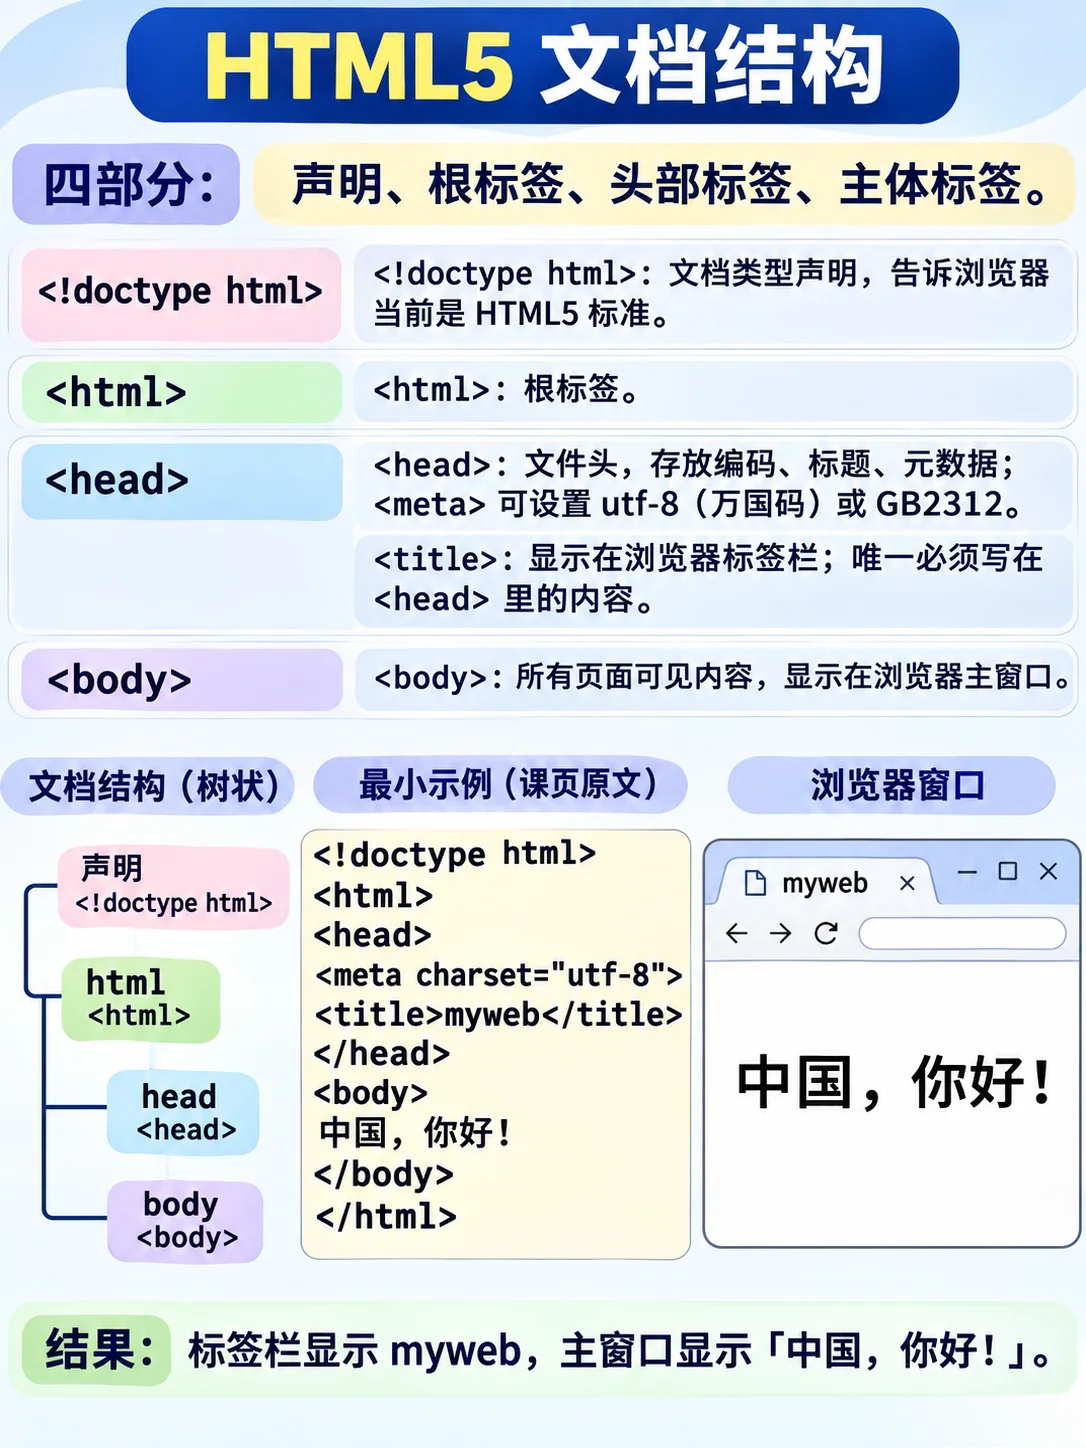 HTML5 文档结构
四部分：
声明、根标签、头部标签、主体标签。
<!doctype html>
<!doctype html>：文档类型声明，告诉浏览器
当前是 HTML5 标准。
<html>
<html>：根标签。
<head>
<head>：文件头，存放编码、标题、元数据；
<meta> 可设置 utf-8（万国码）或 GB2312。
<title>：显示在浏览器标签栏；唯一必须写在
<head> 里的内容。
<body>
<body>：所有页面可见内容，显示在浏览器主窗口。
文档结构（树状）
声明
<!doctype html>
html
<html>
head
<head>
body
<body>
最小示例（课页原文）
<!doctype html>
<html>
<head>
<meta charset="utf-8">
<title>myweb</title>
</head>
<body>
中国，你好！
</body>
</html>
浏览器窗口
myweb
中国，你好！
结果：
标签栏显示 myweb，主窗口显示「中国，你好！」。